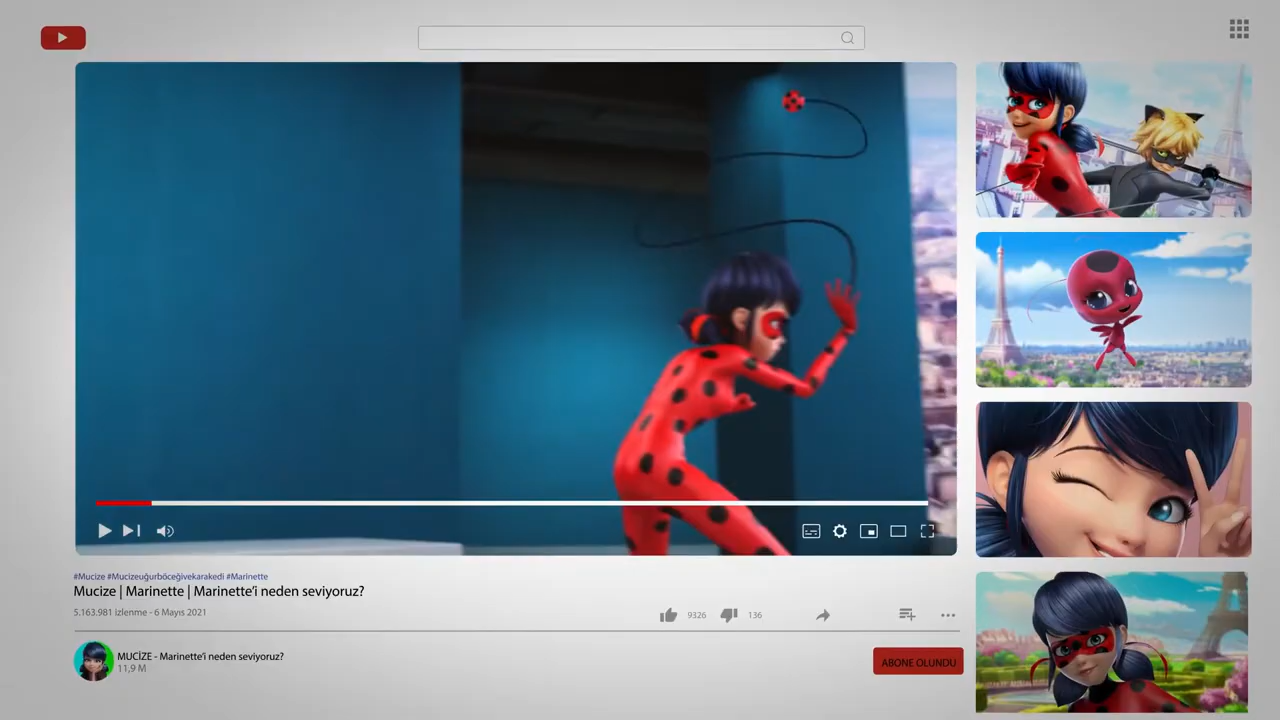 #Mucize #Mucizeuğurböceğivekarakedi #Marinette
Mucize | Marinette | Marinette'i neden seviyoruz?
5.163.981 izlenme - 6 Mayıs 2021
9326
136
MUCİZE - Marinette'i neden seviyoruz?
11,9 M
ABONE OLUNDU